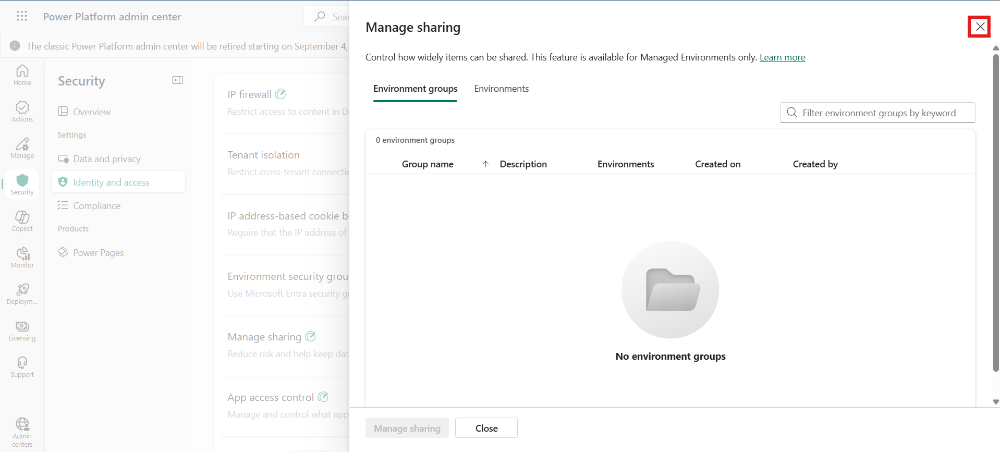 Power Platform admin center
Sear
The classic Power Platform admin center will be retired starting on September 4,
Home
Actions
Manage
Security
Copilot
Monitor
Deploym...
Licensing
Support
Admin
centers
Security
Overview
Settings
Data and privacy
Identity and access
Compliance
Products
Power Pages
IP firewall
Restrict access to content in Da
Tenant isolation
Restrict cross-tenant connectio
IP address-based cookie bi
Require that the IP address of
Environment security grou
Use Microsoft Entra security gr
Manage sharing
Reduce risk and help keep data
App access control
Manage and control what app
Manage sharing
Control how widely items can be shared. This feature is available for Managed Environments only. Learn more
Environment groups Environments
Filter environment groups by keyword
0 environment groups
Group name Description Environments Created on Created by
No environment groups
Manage sharing Close